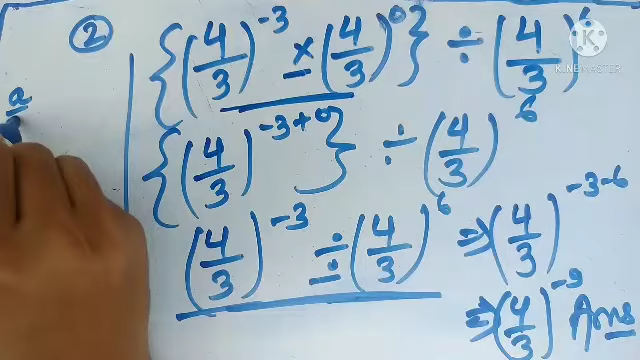 ② {(4/3)^-3 × (4/3)^0} ÷ (4/3)^6
{(4/3)^-3+0} ÷ (4/3)^6
(4/3)^-3 ÷ (4/3)^6
⇒ (4/3)^-3-6
⇒ (4/3)^-9 Ans
a
KINEMASTER